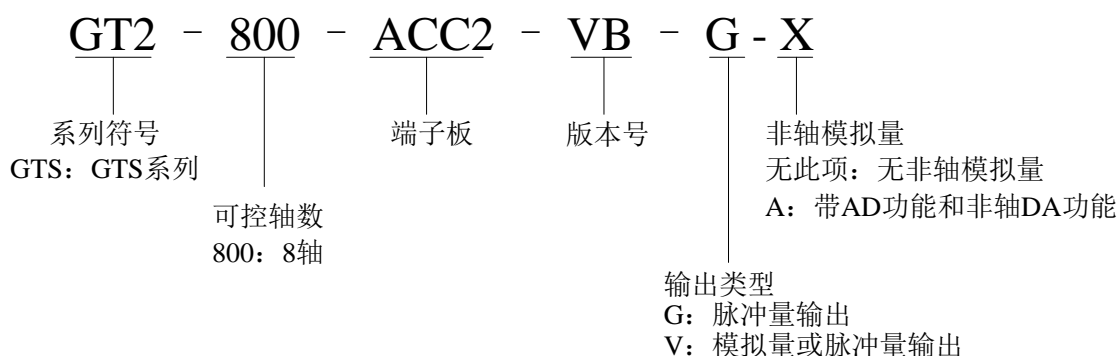 GT2 - 800 - ACC2 - VB - G - X
系列符号
GTS：GTS系列
可控轴数
800：8轴
端子板
版本号
输出类型
G：脉冲量输出
V：模拟量或脉冲量输出
非轴模拟量
无此项：无非轴模拟量
A：带AD功能和非轴DA功能